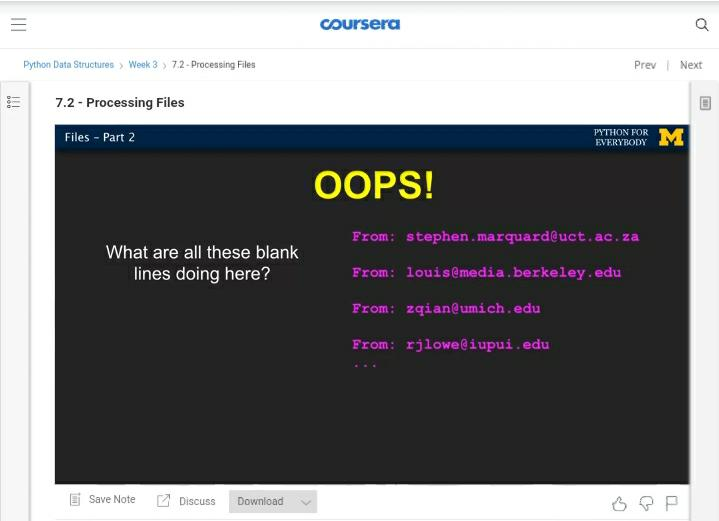 coursera
Python Data Structures > Week 3 > 7.2 - Processing Files
Prev | Next
7.2 - Processing Files
Files – Part 2
PYTHON FOR
EVERYBODY
M
OOPS!
What are all these blank
lines doing here?
From: stephen.marquard@uct.ac.za
From: louis@media.berkeley.edu
From: zqian@umich.edu
From: rjlowe@iupui.edu
...
Save Note
Discuss
Download